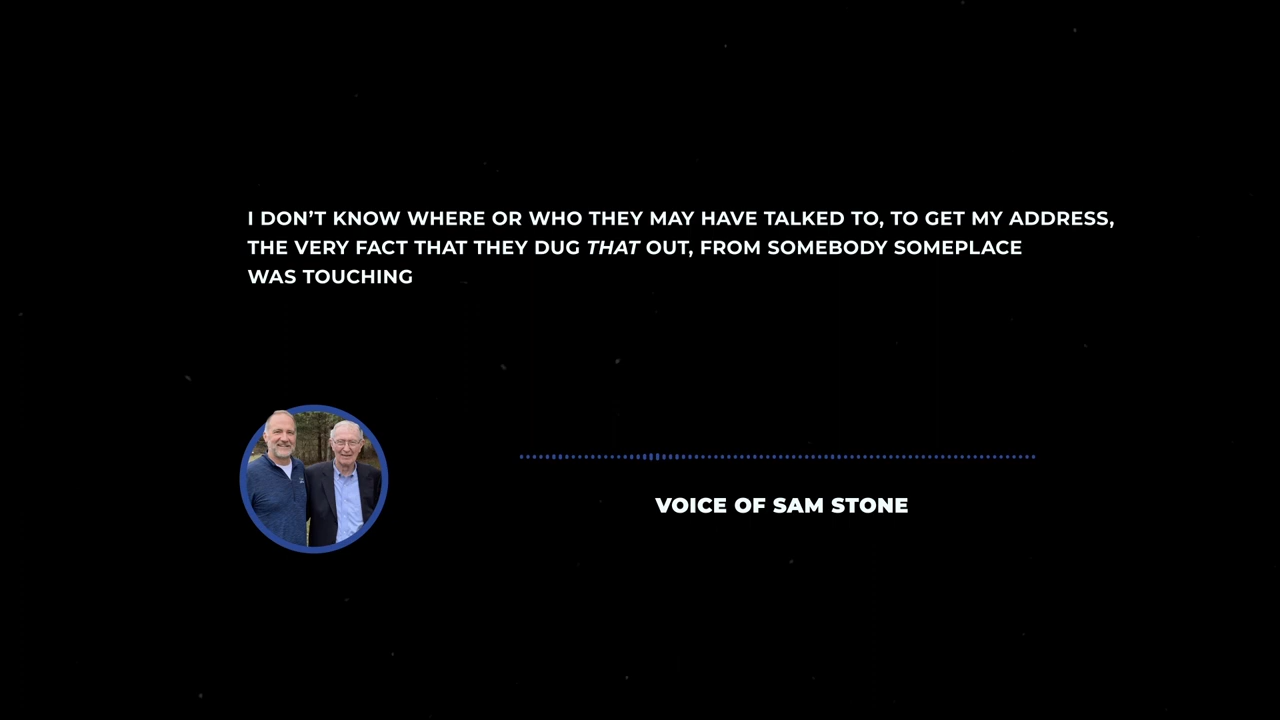 I DON’T KNOW WHERE OR WHO THEY MAY HAVE TALKED TO, TO GET MY ADDRESS,
THE VERY FACT THAT THEY DUG THAT OUT, FROM SOMEBODY SOMEPLACE
WAS TOUCHING
VOICE OF SAM STONE